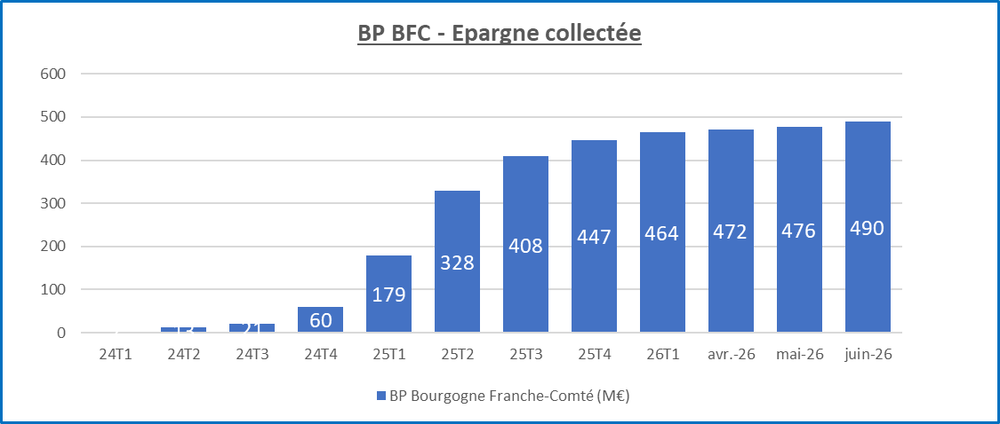 BP BFC - Epargne collectée
600
500
400
300
200
100
0
13
21
60
179
328
408
447
464
472
476
490
24T1
24T2
24T3
24T4
25T1
25T2
25T3
25T4
26T1
avr.-26
mai-26
juin-26
BP Bourgogne Franche-Comté (M€)